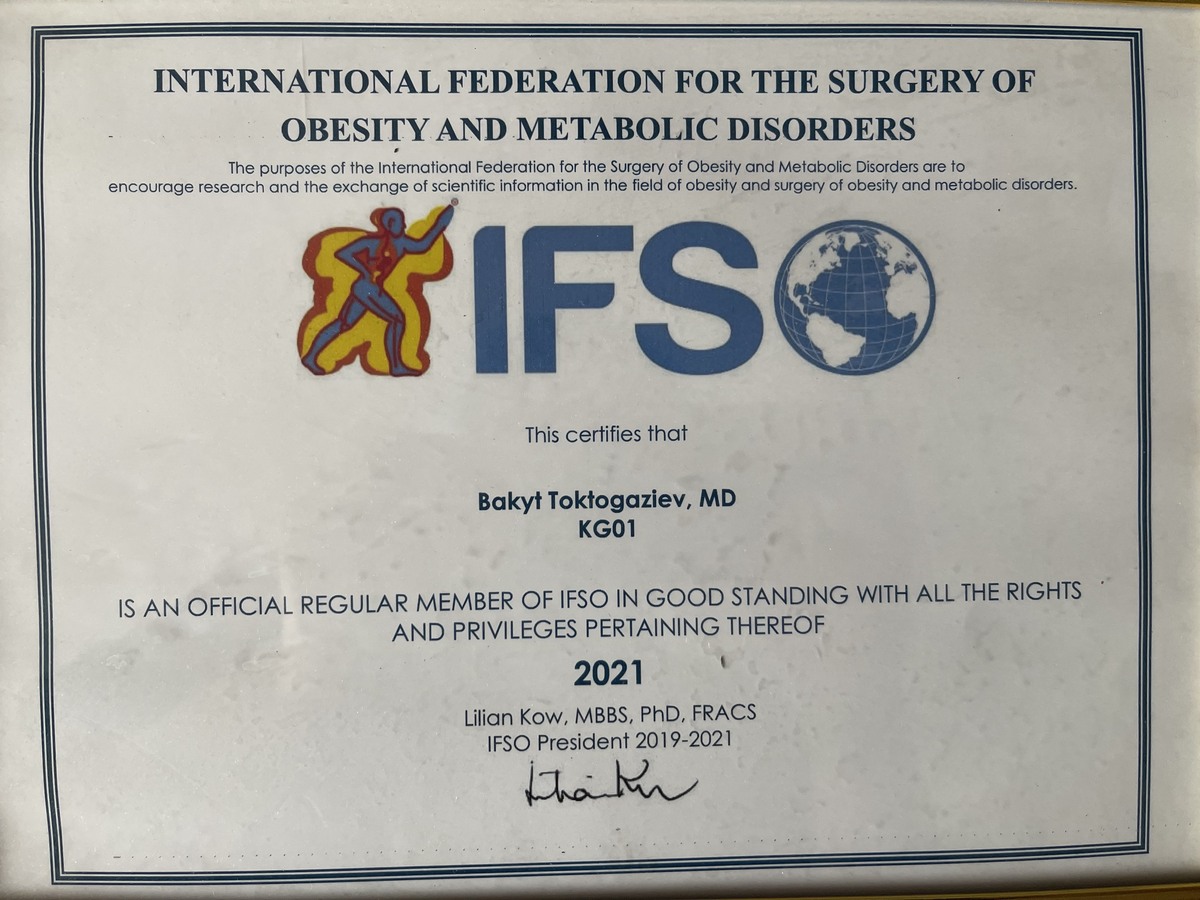 INTERNATIONAL FEDERATION FOR THE SURGERY OF
OBESITY AND METABOLIC DISORDERS
The purposes of the International Federation for the Surgery of Obesity and Metabolic Disorders are to
encourage research and the exchange of scientific information in the field of obesity and surgery of obesity and metabolic disorders.
IFSO
This certifies that
Bakyt Toktogaziev, MD
KG01
IS AN OFFICIAL REGULAR MEMBER OF IFSO IN GOOD STANDING WITH ALL THE RIGHTS
AND PRIVILEGES PERTAINING THEREOF
2021
Lilian Kow, MBBS, PhD, FRACS
IFSO President 2019-2021